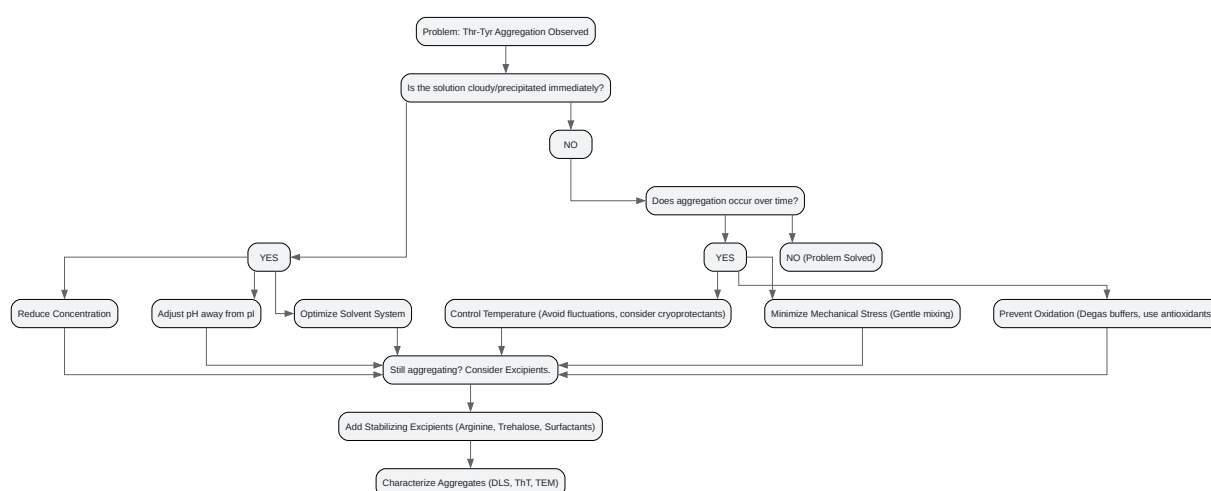 Problem: Thr-Tyr Aggregation Observed
Is the solution cloudy/precipitated immediately?
NO
Does aggregation occur over time?
YES
YES
NO (Problem Solved)
Reduce Concentration
Adjust pH away from pI
Optimize Solvent System
Control Temperature (Avoid fluctuations, consider cryoprotectants)
Minimize Mechanical Stress (Gentle mixing)
Prevent Oxidation (Degas buffers, use antioxidants
Still aggregating? Consider Excipients.
Add Stabilizing Excipients (Arginine, Trehalose, Surfactants)
Characterize Aggregates (DLS, ThT, TEM)